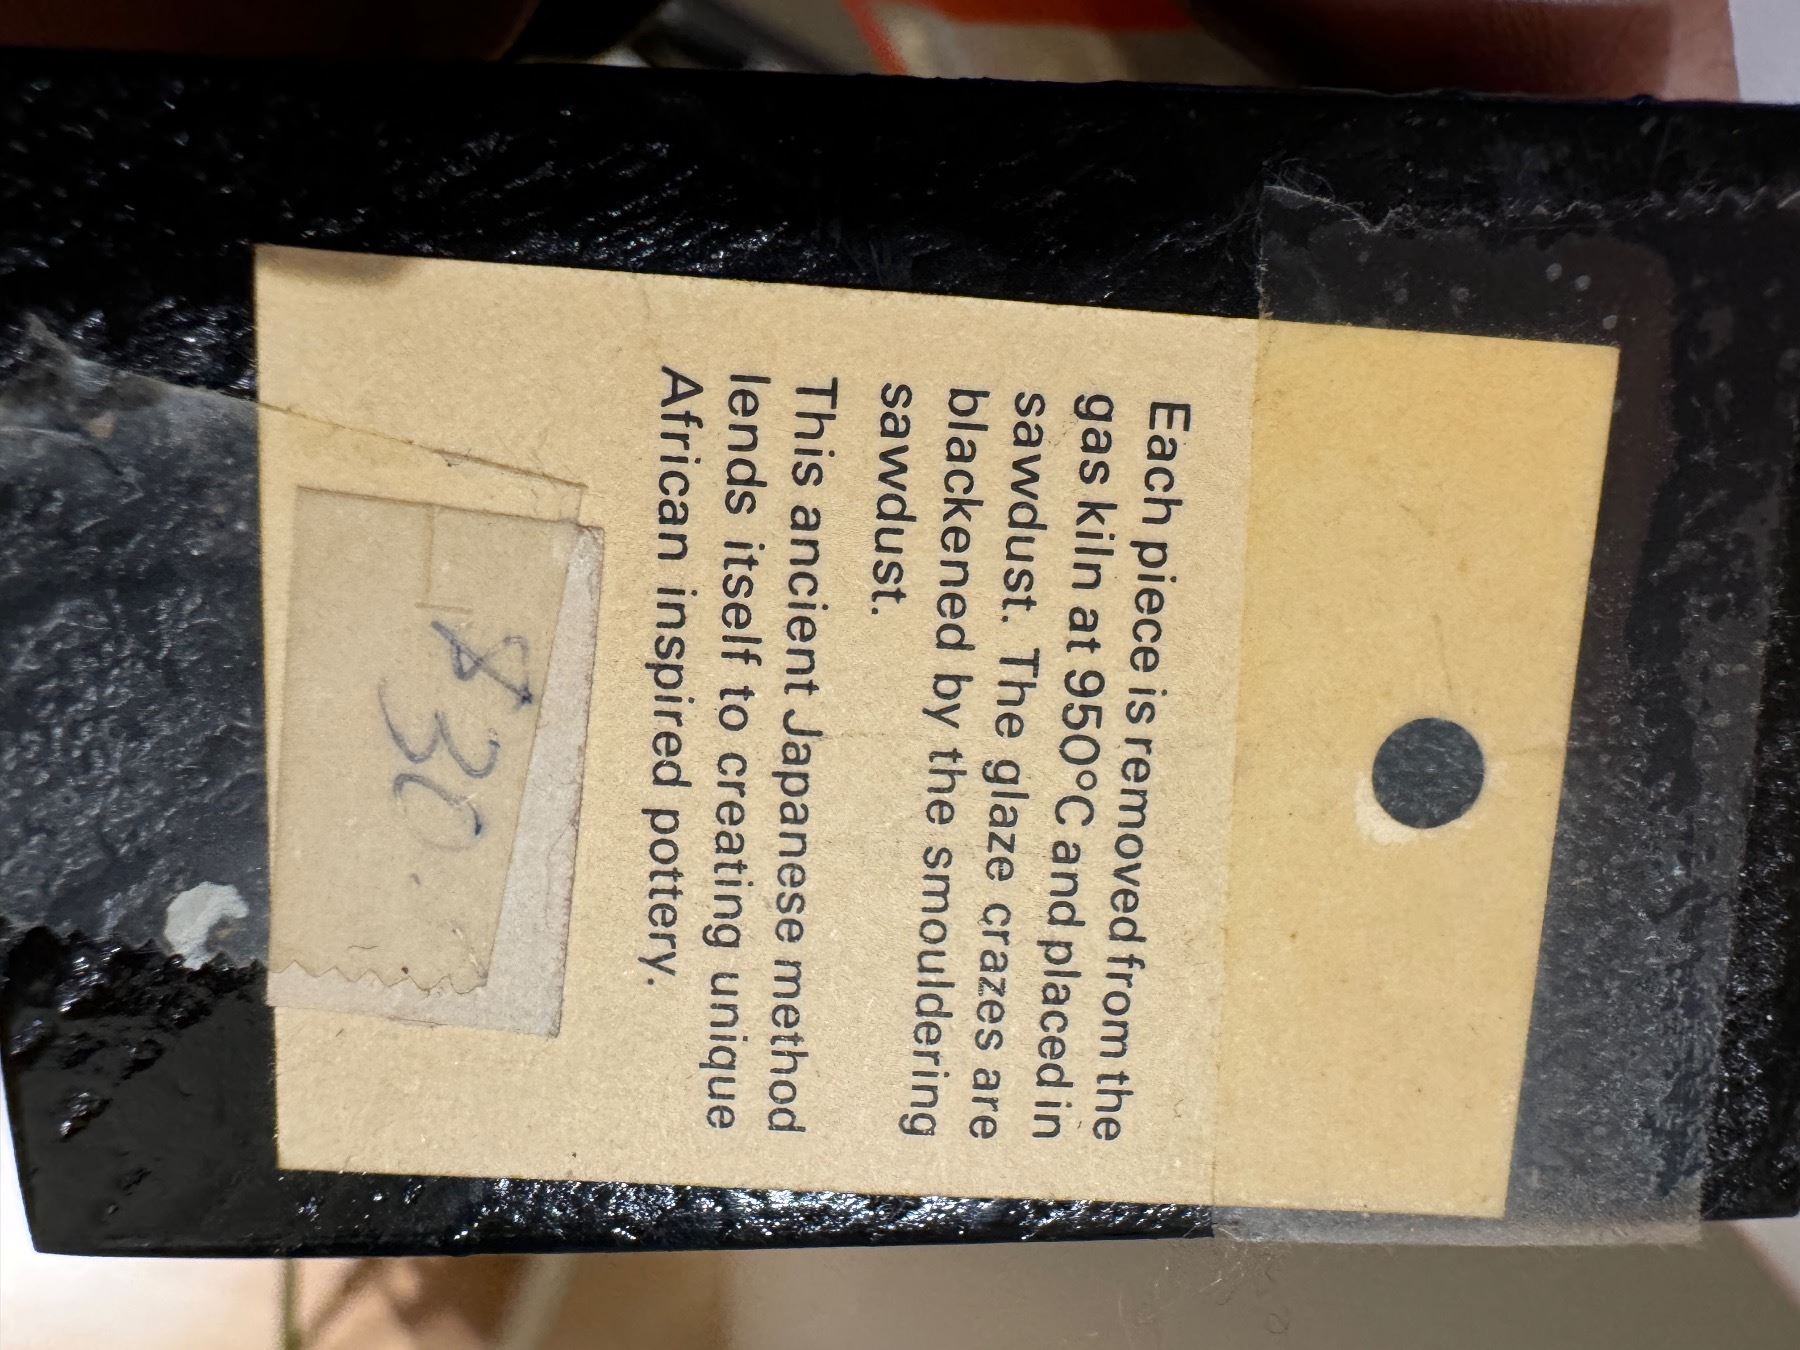 Each piece is removed from the
gas kiln at 950°C and placed in
sawdust. The glaze crazes are
blackened by the smouldering
sawdust.
This ancient Japanese method
lends itself to creating unique
African inspired pottery.
$30.